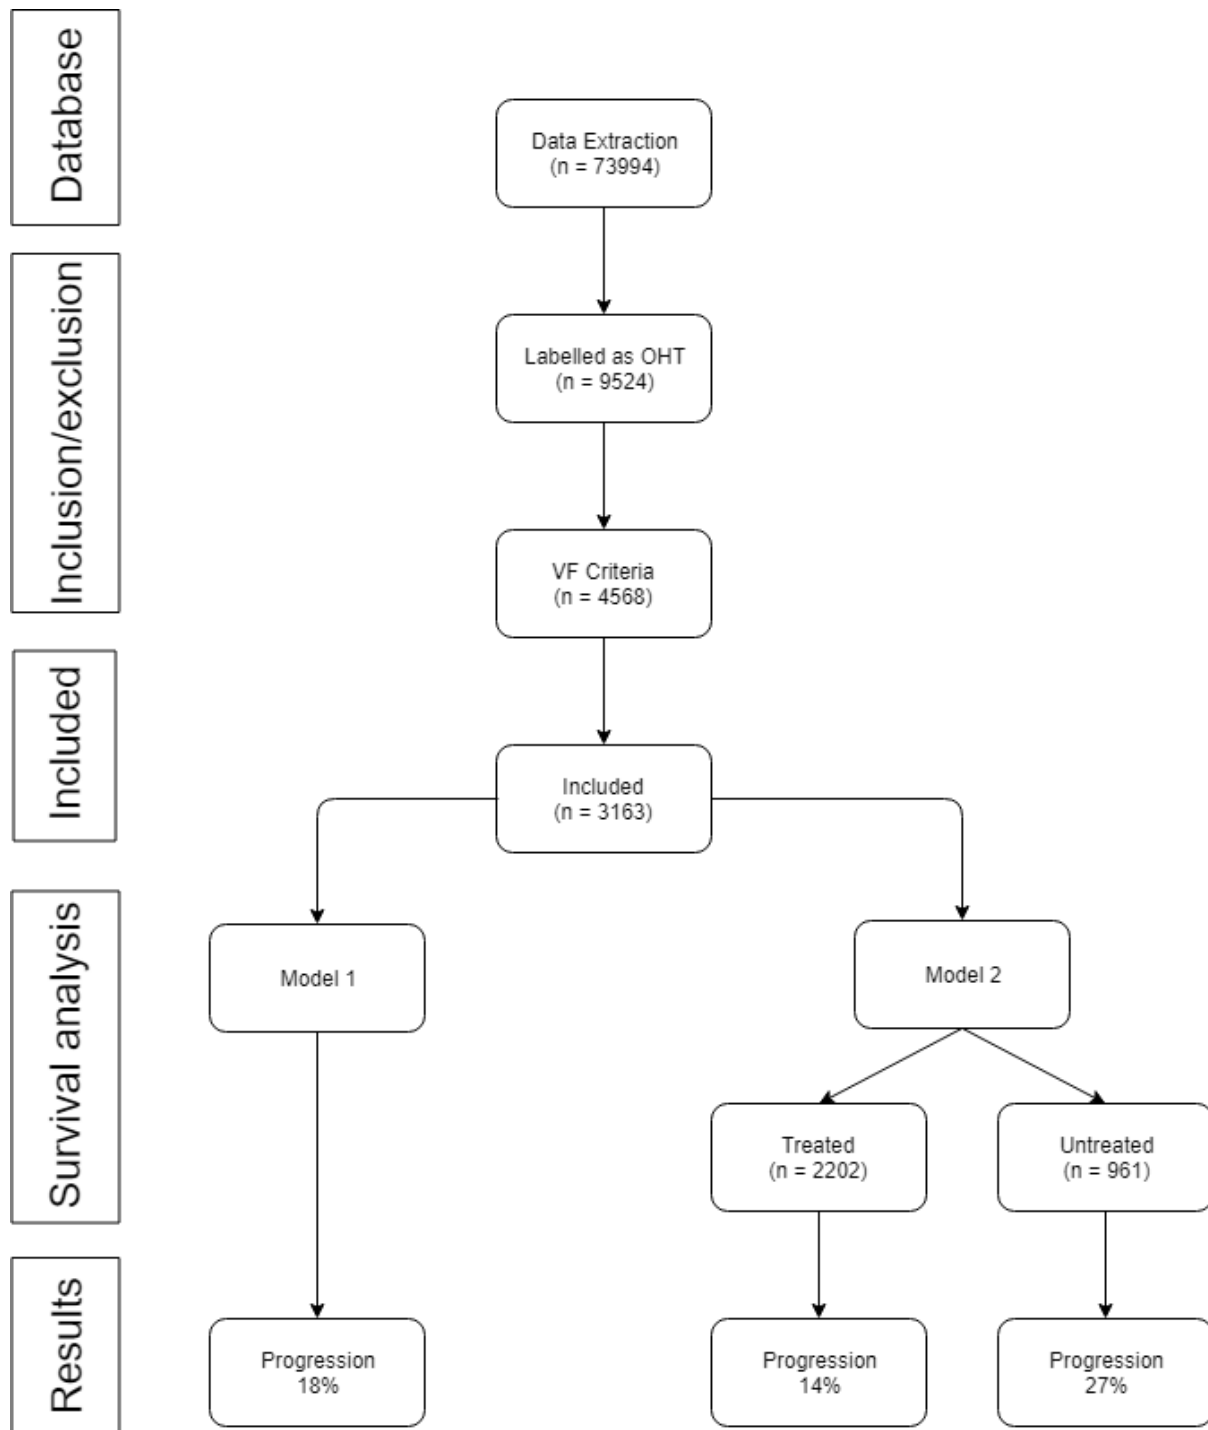 Database
Data Extraction
(n = 73994)
Inclusion/exclusion
Labelled as OHT
(n = 9524)
VF Criteria
(n = 4568)
Included
Included
(n = 3163)
Survival analysis
Model 1
Model 2
Treated
(n = 2202)
Untreated
(n = 961)
Results
Progression
18%
Progression
14%
Progression
27%